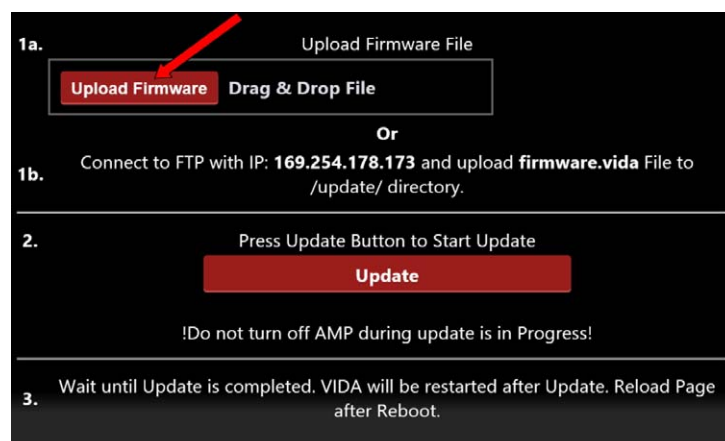 1a. Upload Firmware File
Upload Firmware Drag & Drop File
Or
1b. Connect to FTP with IP: 169.254.178.173 and upload firmware.vida File to
/update/ directory.
2. Press Update Button to Start Update
Update
!Do not turn off AMP during update is in Progress!
3. Wait until Update is completed. VIDA will be restarted after Update. Reload Page
after Reboot.